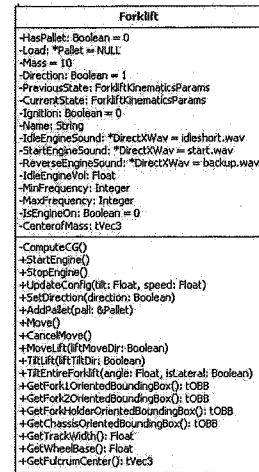 Forklift
-HasPallet: Boolean = 0
-Load: *Pallet = NULL
-Mass = 10
-Direction: Boolean = 1
-PreviousState: ForkliftKinematicsParams
-CurrentState: ForkliftKinematicsParams
-Ignition: Boolean = 0
-Name: String
-IdleEngineSound: *DirectXWav = idleshort.wav
-StartEngineSound: *DirectXWav = start.wav
-ReverseEngineSound: *DirectXWav = backup.wav
-IdleEngineVol: Float
-MinFrequency: Integer
-MaxFrequency: Integer
-IsEngineOn: Boolean = 0
-CenterofMass: tVec3
-ComputeCG()
+StartEngine()
+StopEngine()
+UpdateConfig(tilt: Float, speed: Float)
+SetDirection(direction: Boolean)
+AddPallet(pall: &Pallet)
+Move()
+CancelMove()
+MoveLift(liftMoveDir: Boolean)
+TiltLift(liftTiltDir: Boolean)
+TiltEntireForklift(angle: Float, isLateral: Boolean)
+GetFork1OrientedBoundingBox(): tOBB
+GetFork2OrientedBoundingBox(): tOBB
+GetForkHolderOrientedBoundingBox(): tOBB
+GetChassisOrientedBoundingBox(): tOBB
+GetTrackWidth(): Float
+GetWheelBase(): Float
+GetFulcrumCenter(): tVec3